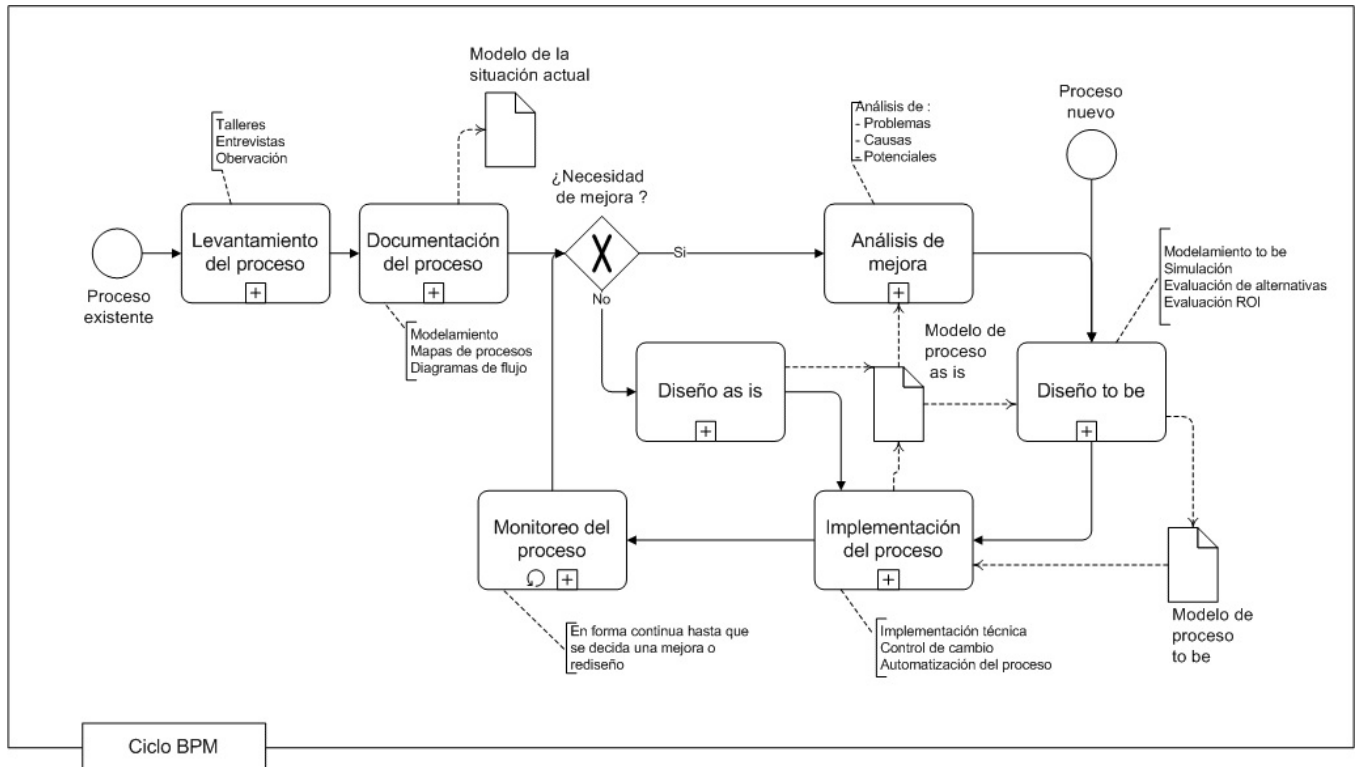 Modelo de la
situación actual
Proceso
nuevo
Talleres
Entrevistas
Obervación
Análisis de :
- Problemas
- Causas
- Potenciales
¿Necesidad
de mejora ?
Levantamiento
del proceso
Documentación
del proceso
Si
Análisis de
mejora
Modelamiento to be
Simulación
Evaluación de alternativas
Evaluación ROI
Proceso
existente
No
Modelamiento
Mapas de procesos
Diagramas de flujo
Modelo de
proceso
as is
Diseño as is
Diseño to be
Monitoreo del
proceso
Implementación
del proceso
Modelo de
proceso
to be
En forma continua hasta que
se decida una mejora o
rediseño
Implementación técnica
Control de cambio
Automatización del proceso
Ciclo BPM